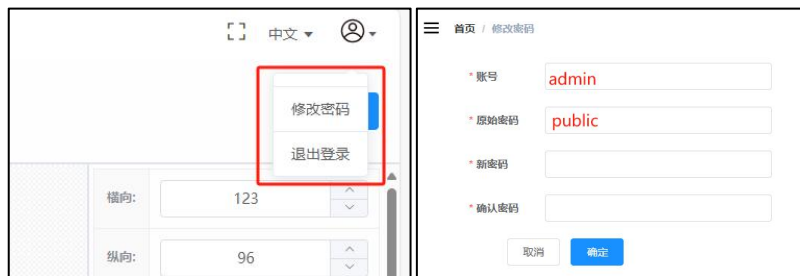 中文
修改密码
退出登录
横向: 123
纵向: 96
首页 / 修改密码
* 账号 admin
* 原始密码 public
* 新密码
* 确认密码
取消 确定